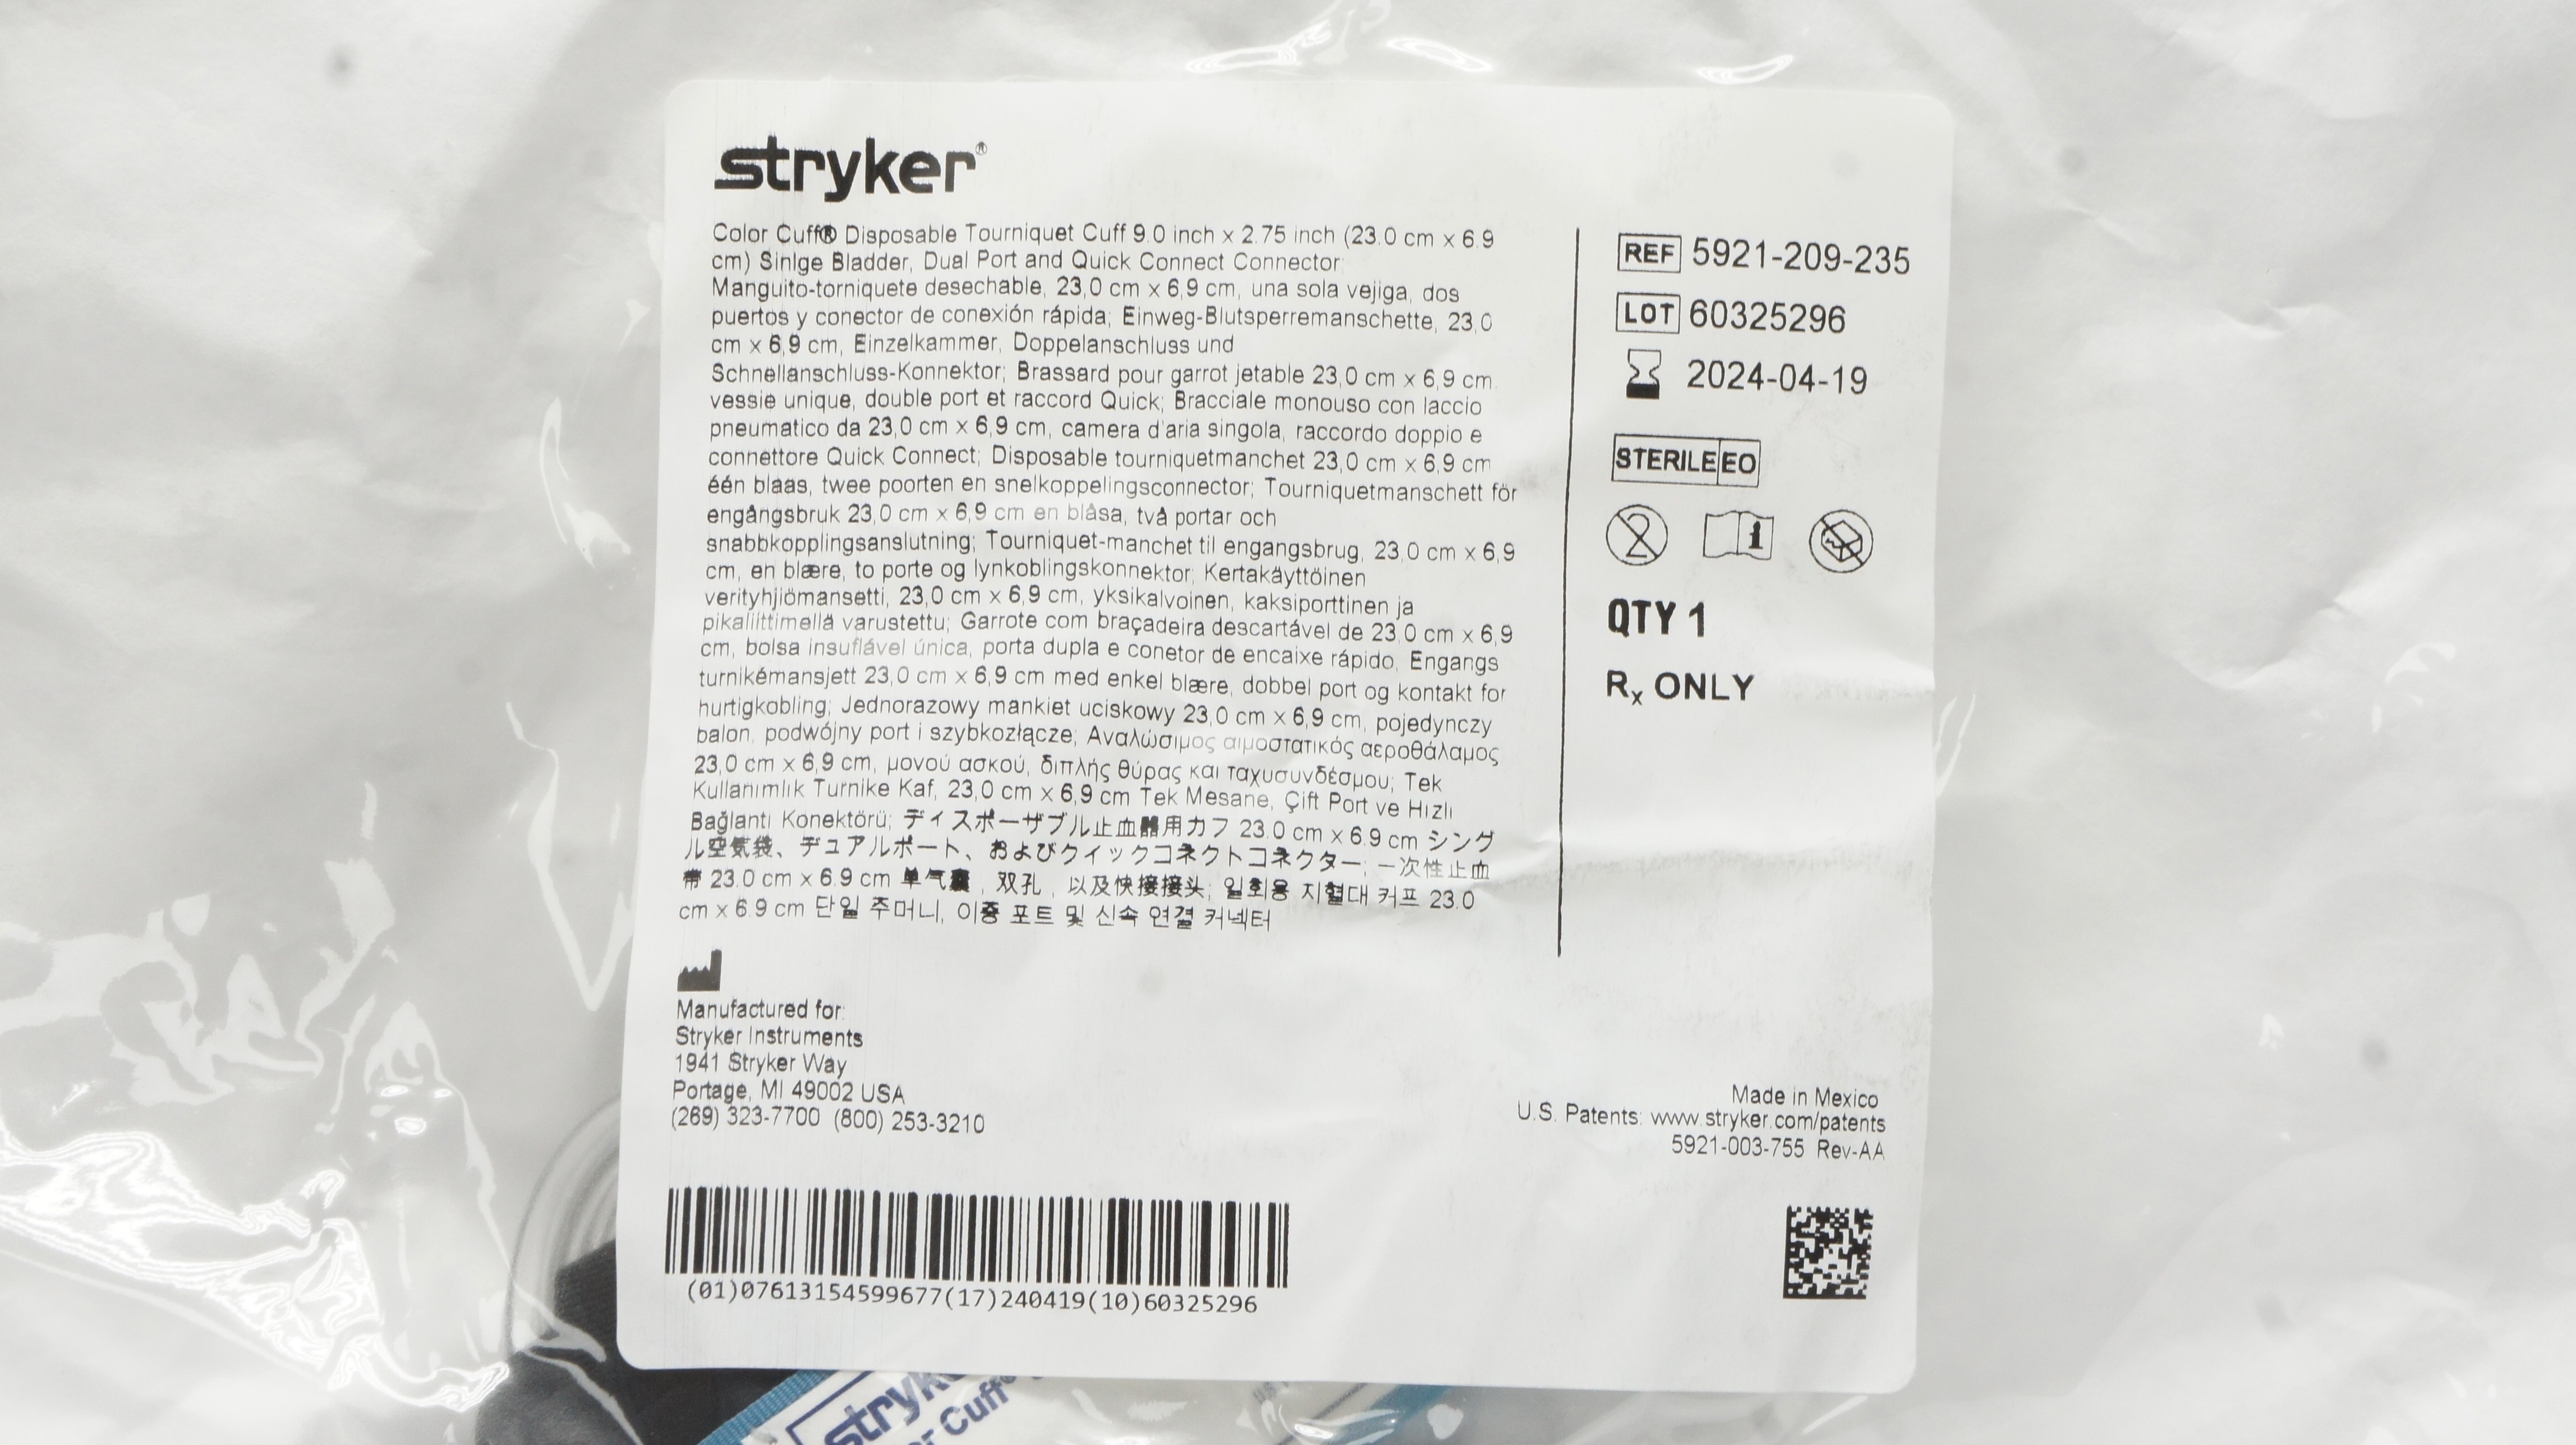 stryker®
Color Cuff® Disposable Tourniquet Cuff 9.0 inch x 2.75 inch (23.0 cm x 6.9
cm) Sinlge Bladder, Dual Port and Quick Connect Connector;
Manguito-torniquete desechable, 23,0 cm x 6,9 cm, una sola vejiga, dos
puertos y conector de conexión rápida; Einweg-Blutsperremanschette, 23,0
cm x 6,9 cm, Einzelkammer, Doppelanschluss und
Schnellanschluss-Konnektor; Brassard pour garrot jetable 23,0 cm x 6,9 cm
vessie unique, double port et raccord Quick; Bracciale monouso con laccio
pneumatico da 23,0 cm x 6,9 cm, camera d'aria singola, raccordo doppio e
connettore Quick Connect; Disposable tourniquetmanchet 23,0 cm x 6,9 cm
één blaas, twee poorten en snelkoppelingsconnector; Tourniquetmanschett för
engångsbruk 23,0 cm x 6,9 cm en blåsa, två portar och
snabbkopplingsanslutning; Tourniquet-manchet til engangsbrug, 23,0 cm x 6,9
cm, en blære, to porte og lynkoblingskonnektor; Kertakäyttöinen
verityhjiömansetti, 23,0 cm x 6,9 cm, yksikalvoinen, kaksiporttinen ja
pikaliittimellä varustettu; Garrote com braçadeira descartável de 23,0 cm x 6,9
cm, bolsa insuflável única, porta dupla e conetor de encaixe rápido, Engangs
turnikémansjett 23,0 cm x 6,9 cm med enkel blære, dobbel port og kontakt for
hurtigkobling; Jednorazowy mankiet uciskowy 23,0 cm x 6,9 cm, pojedynczy
balon, podwójny port i szybkozłącze; Αναλώσιμος αιμοστατικός αεροθάλαμος
23,0 cm x 6,9 cm, μονού ασκού, διπλής θύρας και ταχυσυνδέσμου; Tek
Kullanımlık Turnike Kaf, 23,0 cm x 6,9 cm Tek Mesane, Çift Port ve Hızlı
Bağlantı Konektörü; ディスポーザブル止血器用カフ 23.0 cm x 6.9 cm シング
ル空気袋、デュアルポート、およびクイックコネクトコネクター; 一次性止血
带 23.0 cm x 6.9 cm 单气囊, 双孔, 以及快接接头; 일회용 지혈대 커프 23.0
cm x 6.9 cm 단일 주머니, 이중 포트 및 신속 연결 커넥터
Manufactured for:
Stryker Instruments
1941 Stryker Way
Portage, MI 49002 USA
(269) 323-7700 (800) 253-3210
(01)07613154599677(17)240419(10)60325296
REF 5921-209-235
LOT 60325296
2024-04-19
STERILE EO
2 i
QTY 1
Rx ONLY
Made in Mexico
U.S. Patents: www.stryker.com/patents
5921-003-755 Rev-AA
stryker
Cuff®